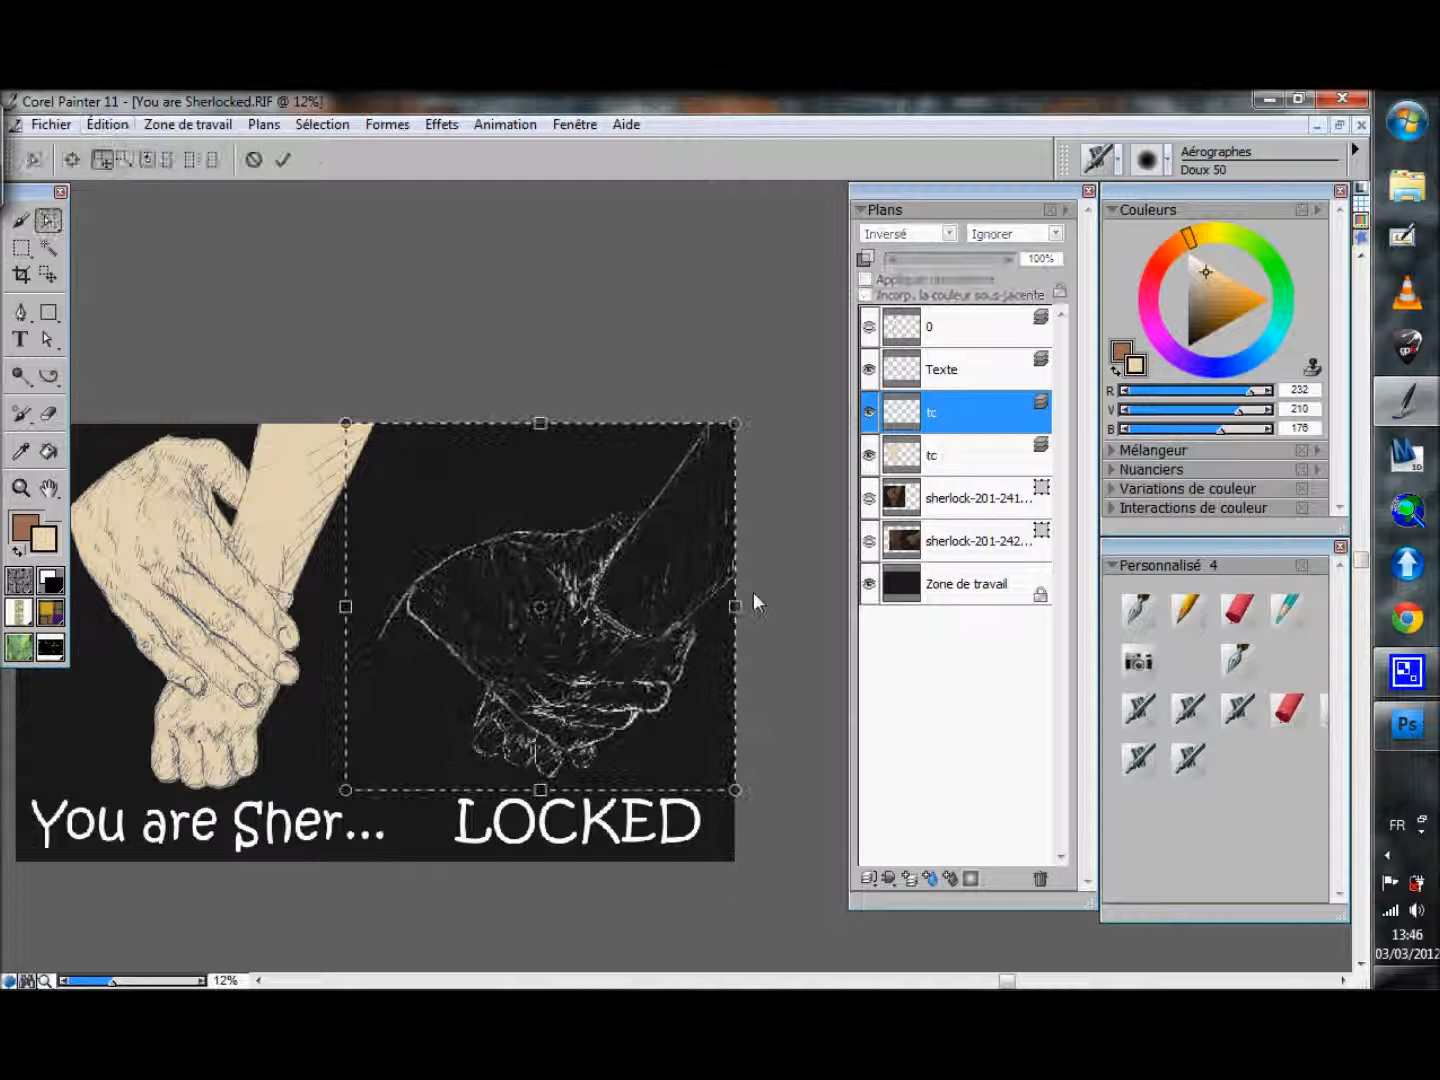 Corel Painter 11 - [You are Sherlocked.RIF @ 12%]
Fichier Édition Zone de travail Plans Sélection Formes Effets Animation Fenêtre Aide
Aérographes
Doux 50
Plans
Inversé Ignorer
100%
Incorp. la couleur sous-jacente
0
Texte
tc
tc
sherlock-201-241...
sherlock-201-242...
Zone de travail
Couleurs
R 232
V 210
B 176
Mélangeur
Nuanciers
Variations de couleur
Interactions de couleur
Personnalisé 4
You are Sher...
LOCKED
12%
3D
Ps
FR
13:46
03/03/2012